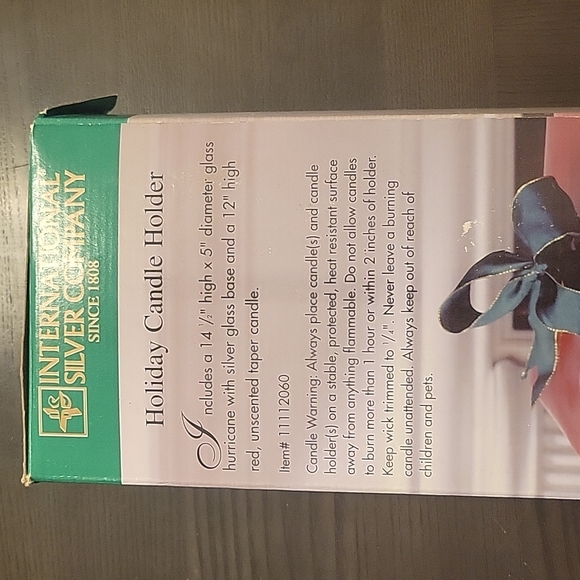 INTERNATIONAL
SILVER COMPANY
SINCE 1808
Holiday Candle Holder
Includes a 14 ½" high x 5" diameter glass
hurricane with silver glass base and a 12" high
red, unscented taper candle.
Item# 11112060
Candle Warning: Always place candle(s) and candle
holder(s) on a stable, protected, heat resistant surface
away from anything flammable. Do not allow candles
to burn more than 1 hour or within 2 inches of holder.
Keep wick trimmed to ¼". Never leave a burning
candle unattended. Always keep out of reach of
children and pets.